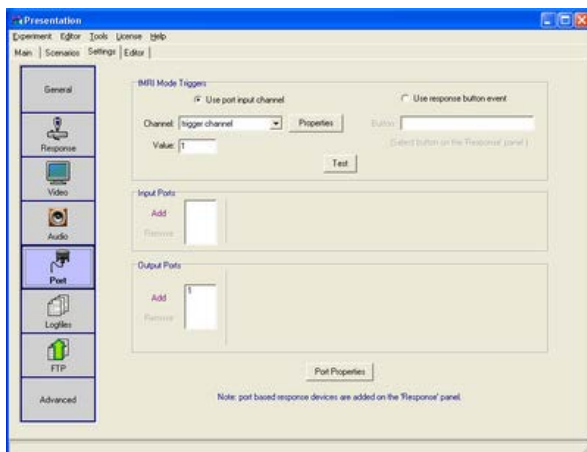 Presentation
Experiment Editor Tools License Help
Main Scenarios Settings Editor
General
Response
Video
Audio
Port
Logfiles
FTP
Advanced
fMRI Mode Triggers
Use port input channel
Use response button event
Channel: trigger channel
Properties
Button:
Value: 1
(Select button on the 'Response' panel.)
Test
Input Ports
Add
Remove
Output Ports
1
Add
Remove
Port Properties
Note: port based response devices are added on the 'Response' panel.